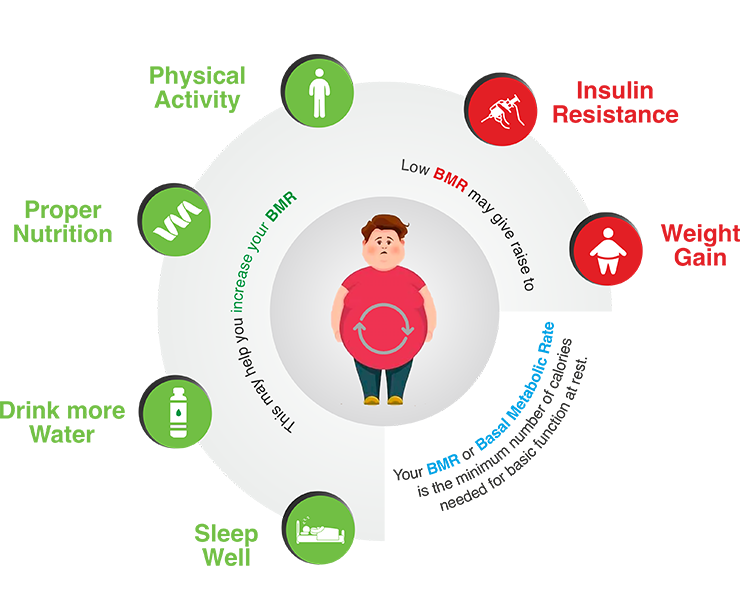 Physical
Activity
Insulin
Resistance
Proper
Nutrition
Weight
Gain
Drink more
Water
Sleep
Well
Low BMR may give raise to
This may help you increase your BMR
Your BMR or Basal Metabolic Rate
is the minimum number of calories
needed for basic function at rest.